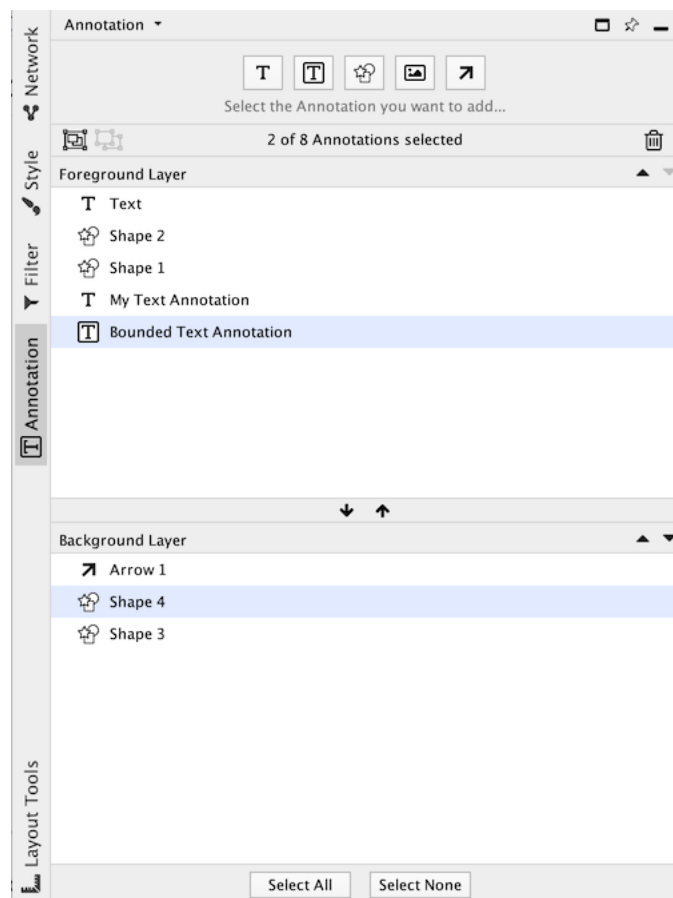 Annotation
Select the Annotation you want to add...
2 of 8 Annotations selected
Foreground Layer
T Text
Shape 2
Shape 1
T My Text Annotation
T Bounded Text Annotation
Background Layer
Arrow 1
Shape 4
Shape 3
Select All
Select None
Network
Style
Filter
T Annotation
Layout Tools